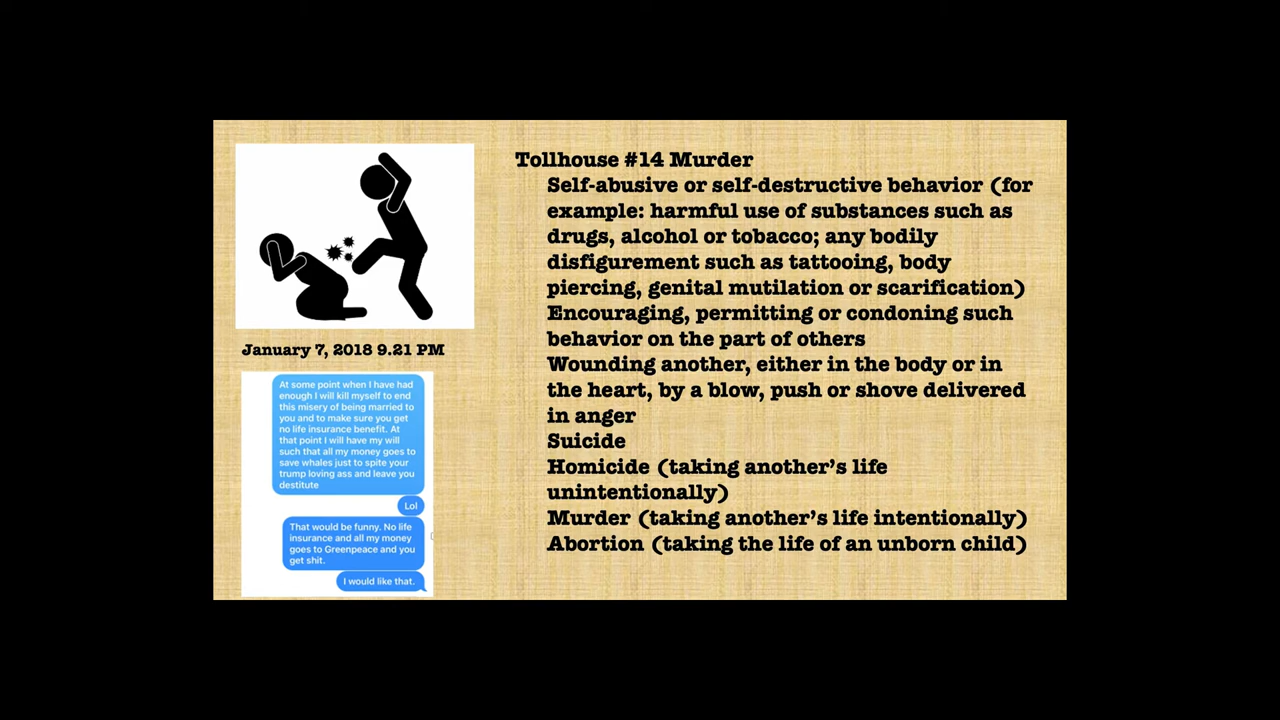 Tollhouse #14 Murder
Self-abusive or self-destructive behavior (for
example: harmful use of substances such as
drugs, alcohol or tobacco; any bodily
disfigurement such as tattooing, body
piercing, genital mutilation or scarification)
Encouraging, permitting or condoning such
behavior on the part of others
Wounding another, either in the body or in
the heart, by a blow, push or shove delivered
in anger
Suicide
Homicide (taking another's life
unintentionally)
Murder (taking another's life intentionally)
Abortion (taking the life of an unborn child)
January 7, 2018 9.21 PM
At some point when I have had
enough I will kill myself to end
this misery of being married to
you and to make sure you get
no life insurance benefit. At
that point I will have my will
such that all my money goes to
save whales just to spite your
trump loving ass and leave you
destitute
Lol
That would be funny. No life
insurance and all my money
goes to Greenpeace and you
get shit.
I would like that.